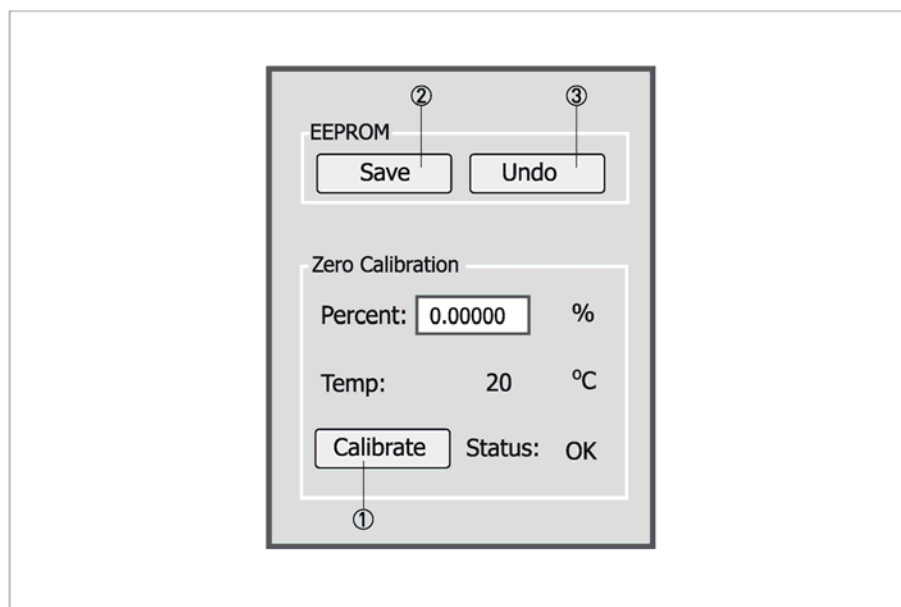 ② ③
EEPROM
Save Undo
Zero Calibration
Percent: 0.00000 %
Temp: 20 °C
Calibrate Status: OK
①